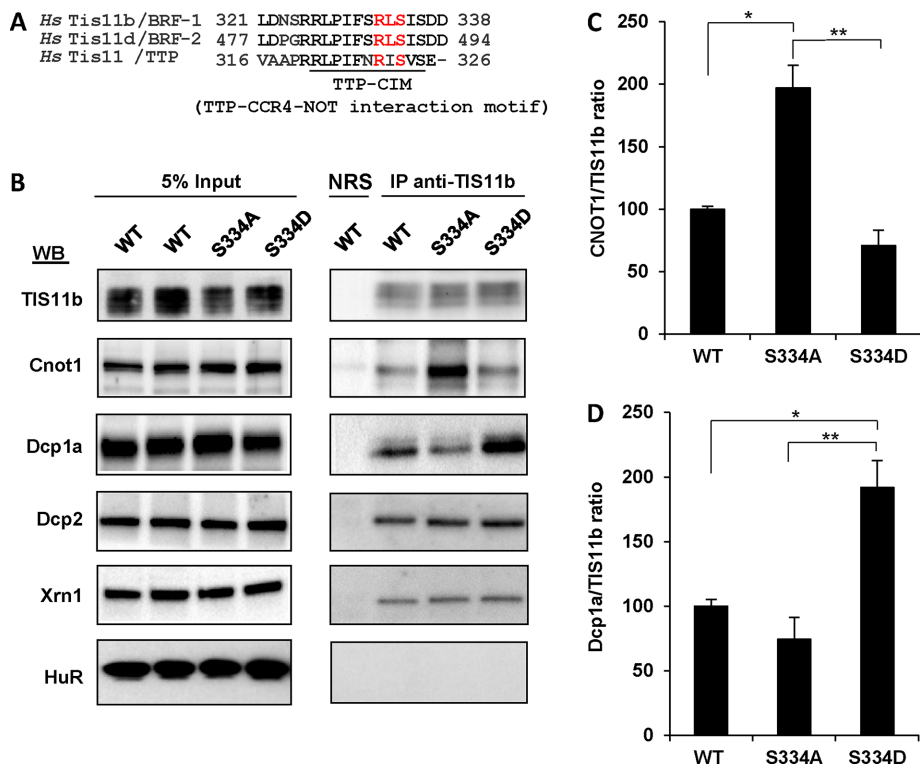 A
Hs Tis11b/BRF-1 321 LDNSRRLPIFSRLSISDD 338
Hs Tis11d/BRF-2 477 LDPGRRLPIFSRLSISDD 494
Hs Tis11 /TTP 316 VAAPRRLPIFNRISVSE- 326
TTP-CIM
(TTP-CCR4-NOT interaction motif)
B
5% Input NRS IP anti-TIS11b
WT WT S334A S334D WT WT S334A S334D
WB
TIS11b
Cnot1
Dcp1a
Dcp2
Xrn1
HuR
C
CNOT1/TIS11b ratio
250
200
150
100
50
0
* **
WT S334A S334D
D
Dcp1a/TIS11b ratio
250
200
150
100
50
0
*
**
WT S334A S334D